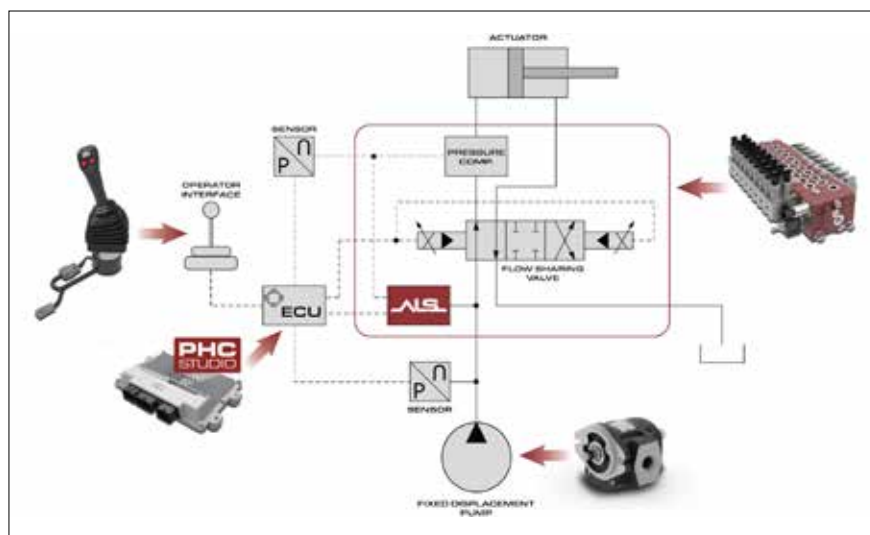 ACTUATOR
SENSOR
P
n
PRESSURE
COMP.
OPERATOR
INTERFACE
FLOW SHARING
VALVE
ECU
ALS
PHC
STUDIO
P
n
SENSOR
FIXED DISPLACEMENT
PUMP